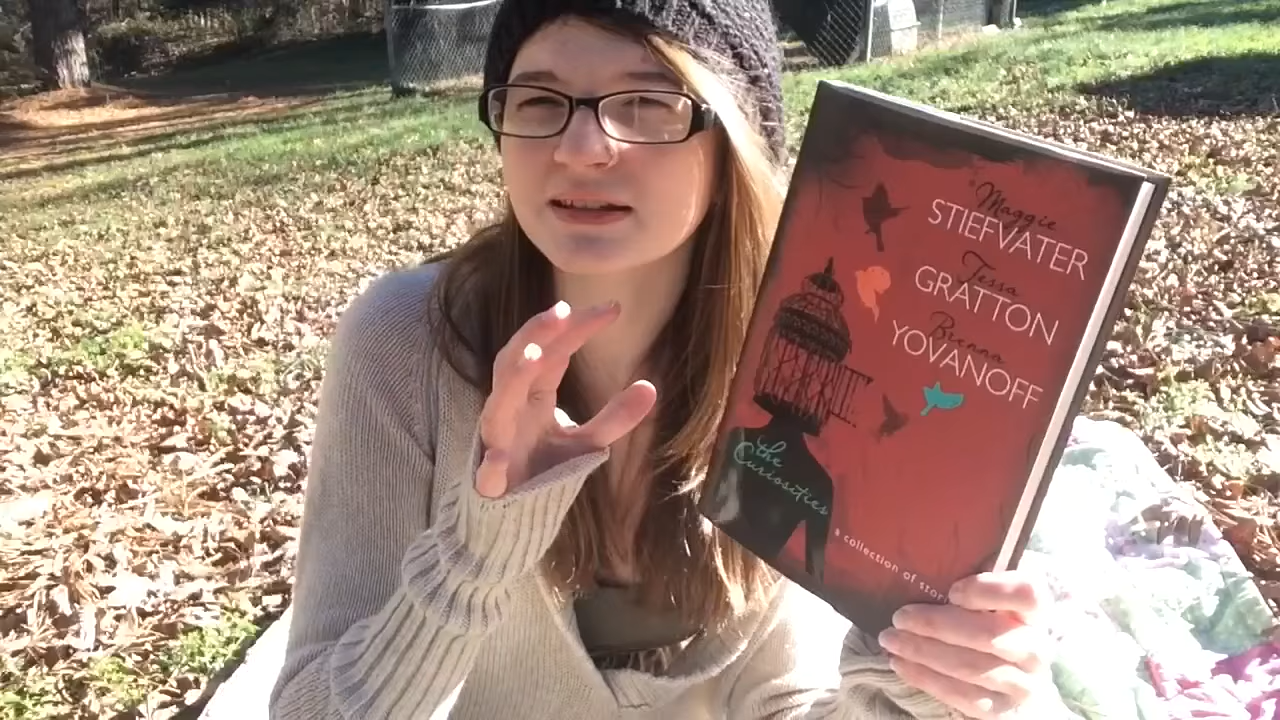 Maggie
STIEFVATER
Tessa
GRATTON
Brenna
YOVANOFF
the
Curiosities
a collection of stor